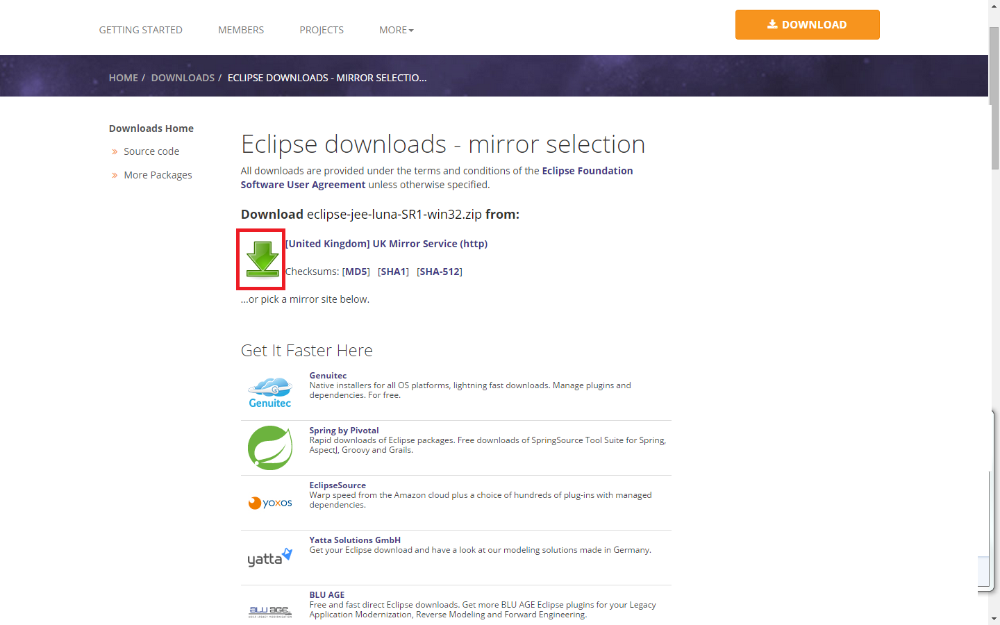 GETTING STARTED MEMBERS PROJECTS MORE DOWNLOAD
HOME / DOWNLOADS / ECLIPSE DOWNLOADS - MIRROR SELECTIO...
Downloads Home
» Source code
» More Packages
Eclipse downloads - mirror selection
All downloads are provided under the terms and conditions of the Eclipse Foundation
Software User Agreement unless otherwise specified.
Download eclipse-jee-luna-SR1-win32.zip from:
[United Kingdom] UK Mirror Service (http)
Checksums: [MD5] [SHA1] [SHA-512]
...or pick a mirror site below.
Get It Faster Here
Genuitec
Genuitec
Native installers for all OS platforms, lightning fast downloads. Manage plugins and
dependencies. For free.
Spring by Pivotal
Rapid downloads of Eclipse packages. Free downloads of SpringSource Tool Suite for Spring,
AspectJ, Groovy and Grails.
yoxos
EclipseSource
Warp speed from the Amazon cloud plus a choice of hundreds of plug-ins with managed
dependencies.
yatta
Yatta Solutions GmbH
Get your Eclipse download and have a look at our modeling solutions made in Germany.
BLU AGE
AGILE LEGACY MODERNIZATION
BLU AGE
Free and fast direct Eclipse downloads. Get more BLU AGE Eclipse plugins for your Legacy
Application Modernization, Reverse Modeling and Forward Engineering.